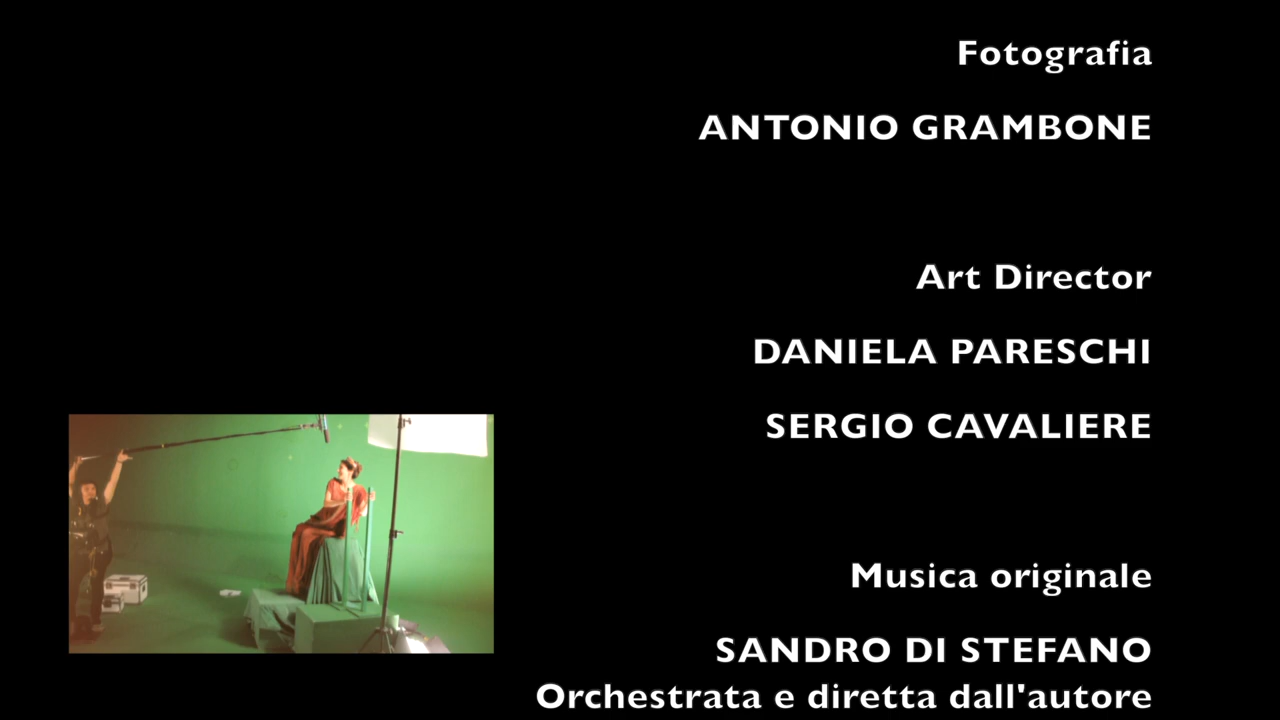 Fotografia
ANTONIO GRAMBONE
Art Director
DANIELA PARESCHI
SERGIO CAVALIERE
Musica originale
SANDRO DI STEFANO
Orchestrata e diretta dall'autore